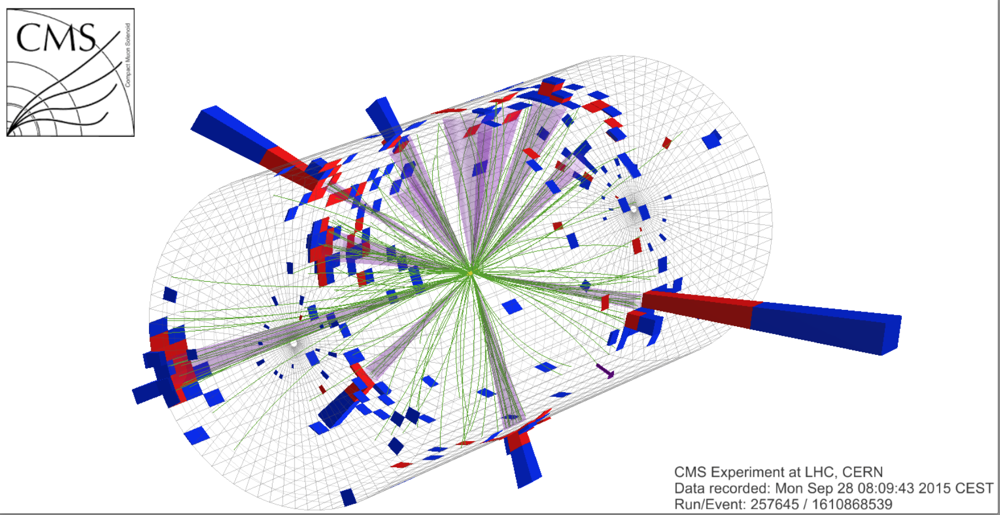 CMS
Compact Muon Solenoid
CMS Experiment at LHC, CERN
Data recorded: Mon Sep 28 08:09:43 2015 CEST
Run/Event: 257645 / 1610868539